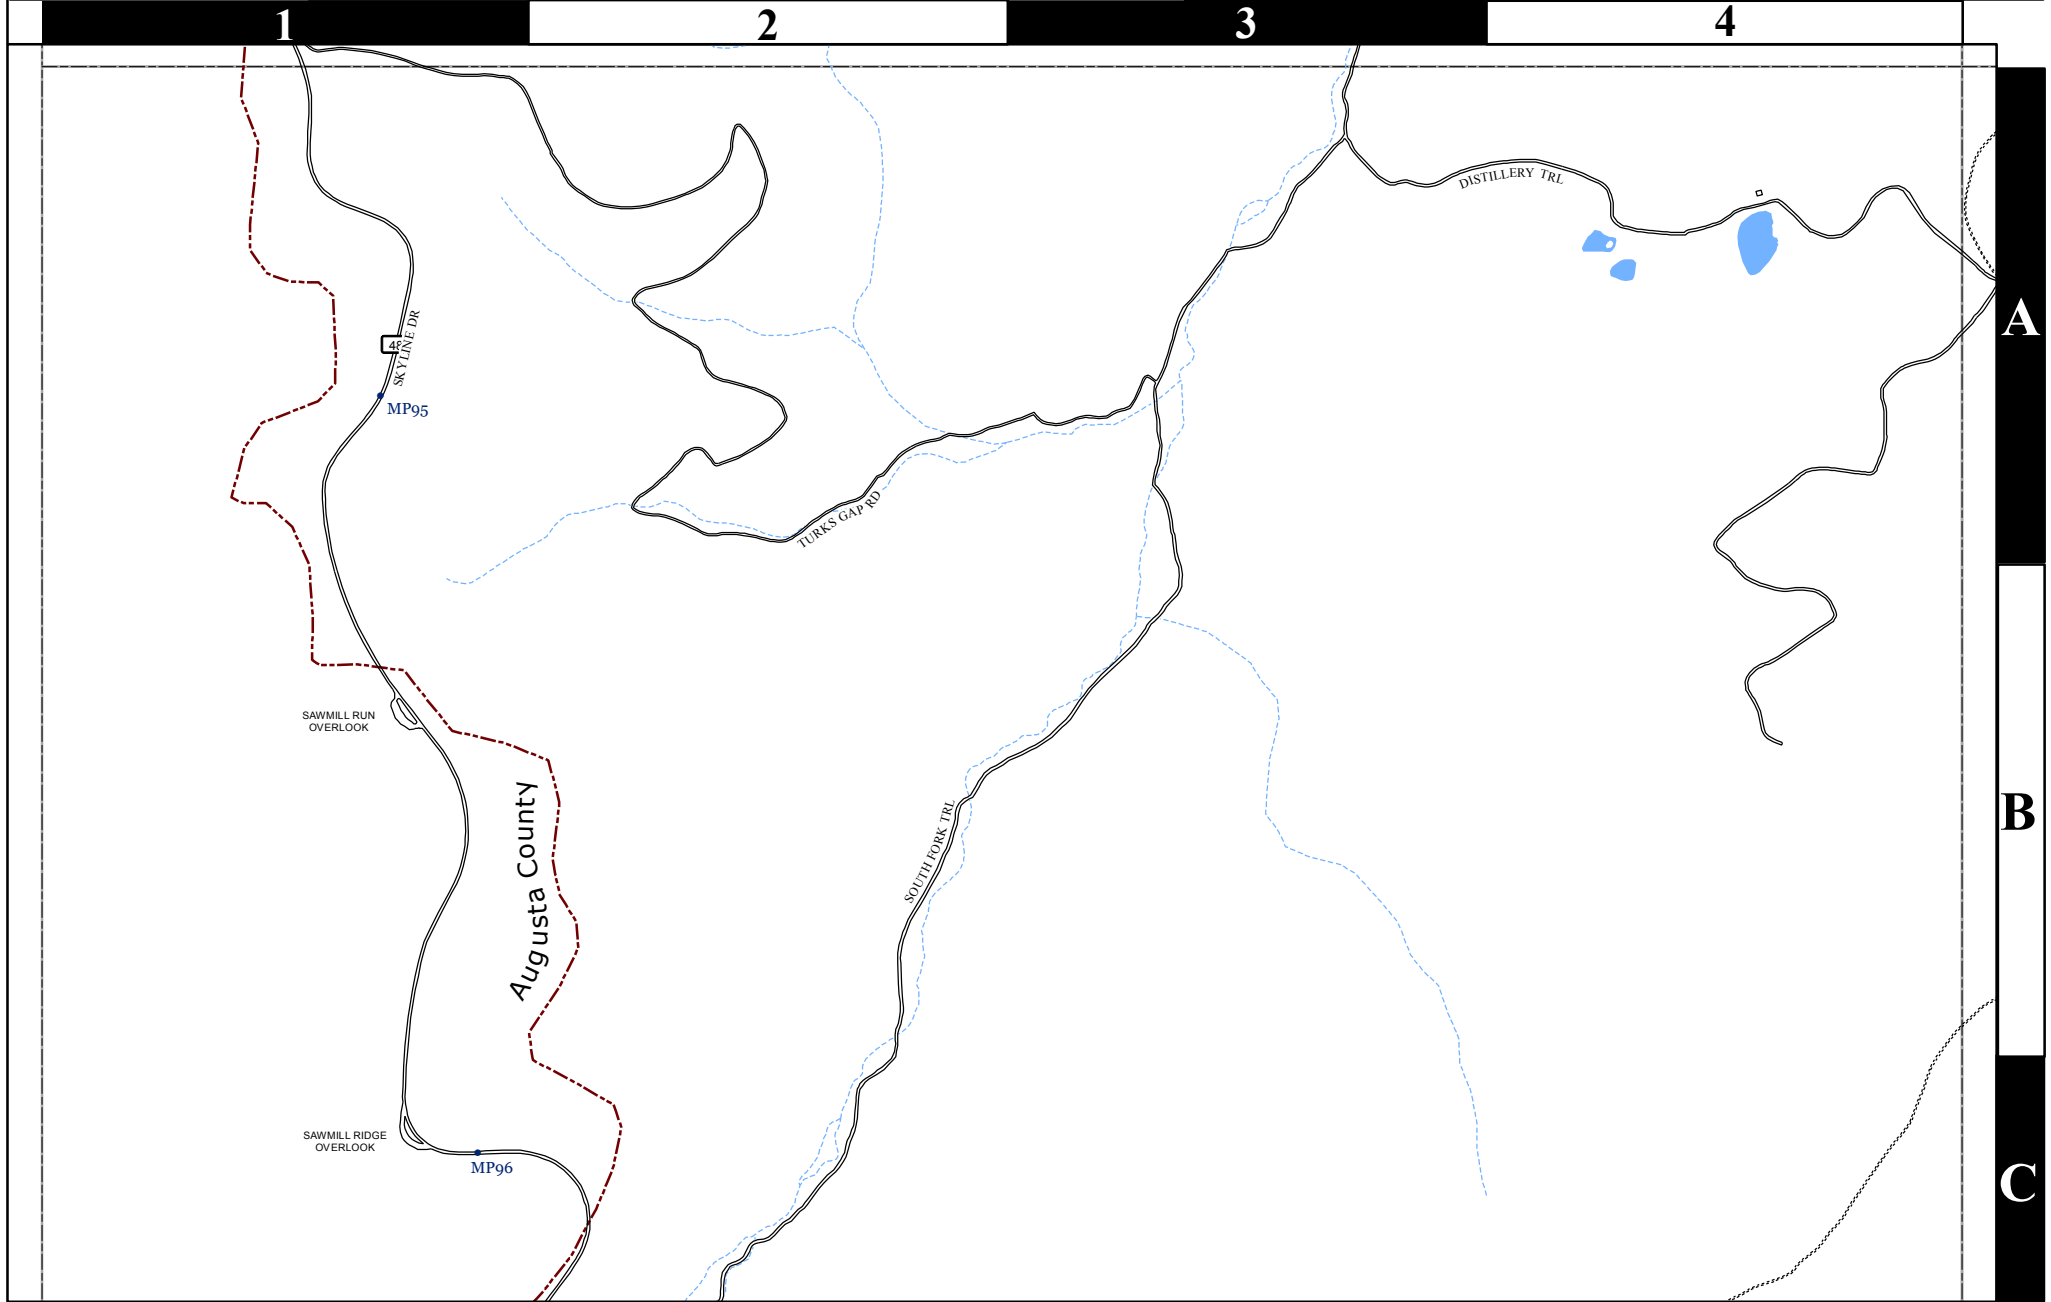 1
2
3
4
DISTILLERY TRL
A
SKYLINE DR
48
MP95
TURKS GAP RD
SAWMILL RUN
OVERLOOK
Augusta County
SOUTH FORK TRL
B
SAWMILL RIDGE
OVERLOOK
MP96
C